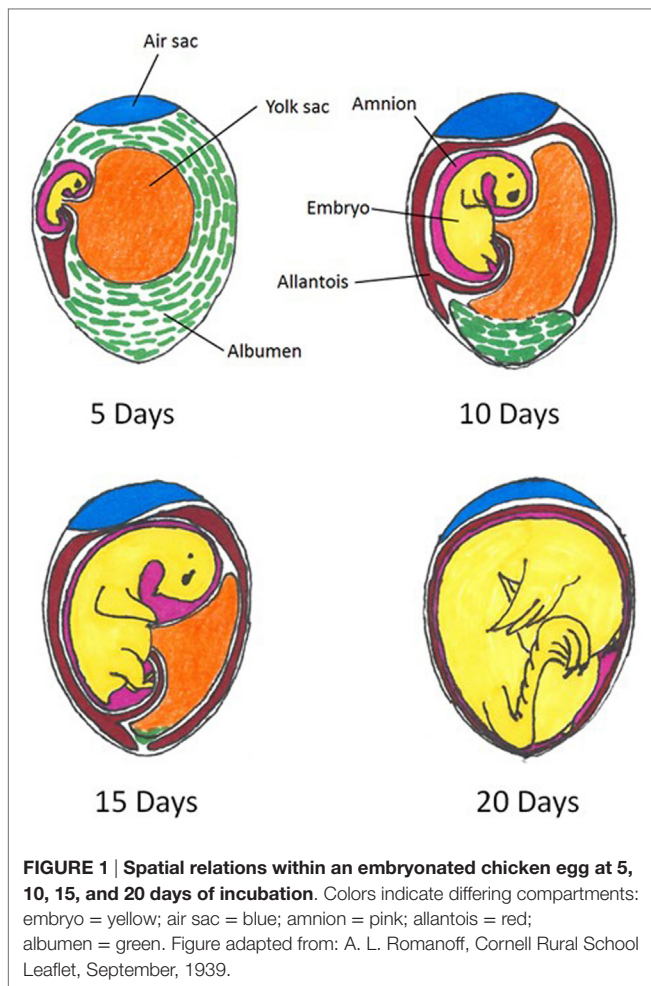 Air sac
Yolk sac
Amnion
Embryo
Allantois
Albumen
5 Days
10 Days
15 Days
20 Days
FIGURE 1 | Spatial relations within an embryonated chicken egg at 5,
10, 15, and 20 days of incubation. Colors indicate differing compartments:
embryo = yellow; air sac = blue; amnion = pink; allantois = red;
albumen = green. Figure adapted from: A. L. Romanoff, Cornell Rural School
Leaflet, September, 1939.